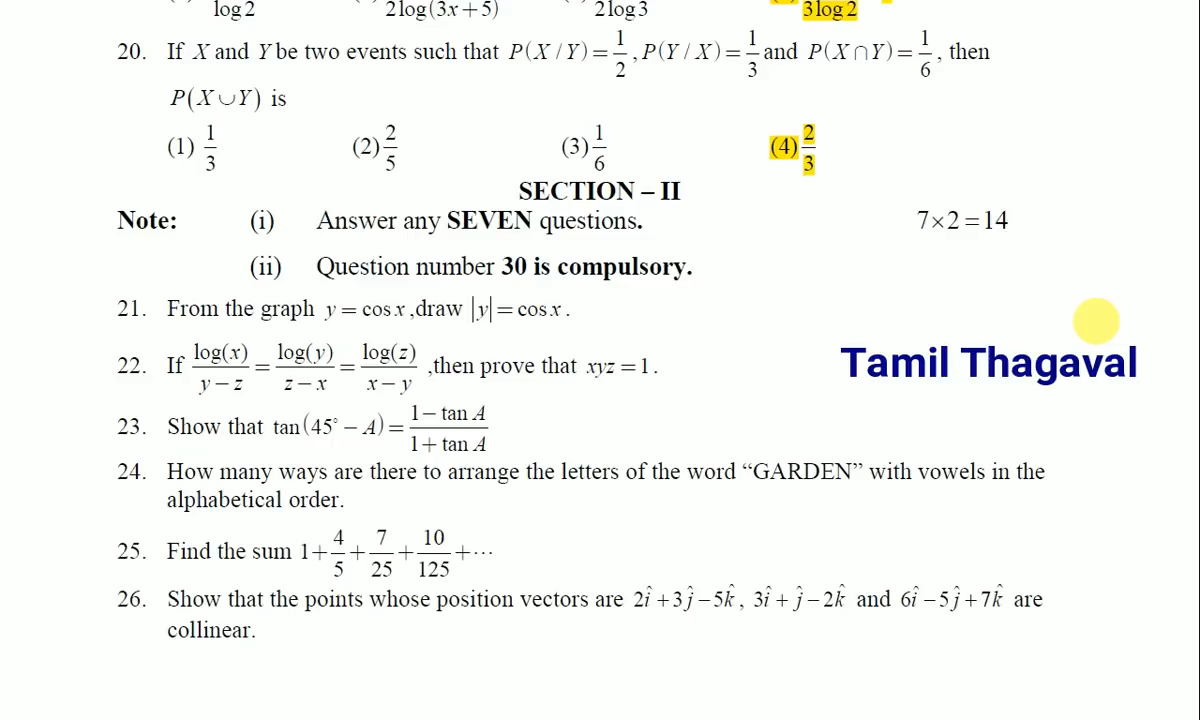 log2 2log(3x+5) 2log3 3log2
20. If X and Y be two events such that P(X / Y) = 1/2 , P(Y / X) = 1/3 and P(X ∩ Y) = 1/6 , then
P(X ∪ Y) is
(1) 1/3 (2) 2/5 (3) 1/6 (4) 2/3
SECTION – II
Note: (i) Answer any SEVEN questions. 7×2=14
(ii) Question number 30 is compulsory.
21. From the graph y = cos x ,draw |y| = cos x .
22. If log(x)/(y−z) = log(y)/(z−x) = log(z)/(x−y) ,then prove that xyz = 1 .
Tamil Thagaval
23. Show that tan(45° − A) = (1− tan A)/(1+ tan A)
24. How many ways are there to arrange the letters of the word “GARDEN” with vowels in the
alphabetical order.
25. Find the sum 1+ 4/5 + 7/25 + 10/125 + ⋯
26. Show that the points whose position vectors are 2î +3ĵ −5k̂ , 3î + ĵ −2k̂ and 6î −5ĵ +7k̂ are
collinear.